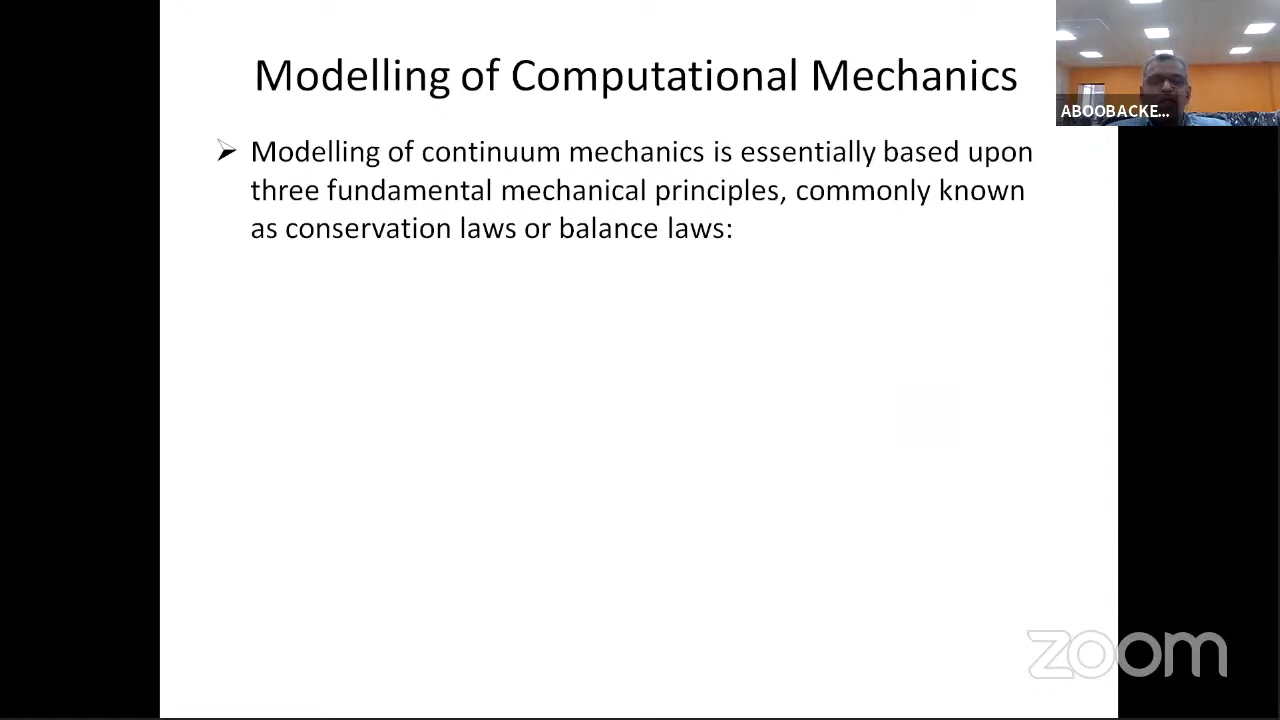 Modelling of Computational Mechanics
ABOOBACKE...
➢ Modelling of continuum mechanics is essentially based upon
three fundamental mechanical principles, commonly known
as conservation laws or balance laws:
zoom